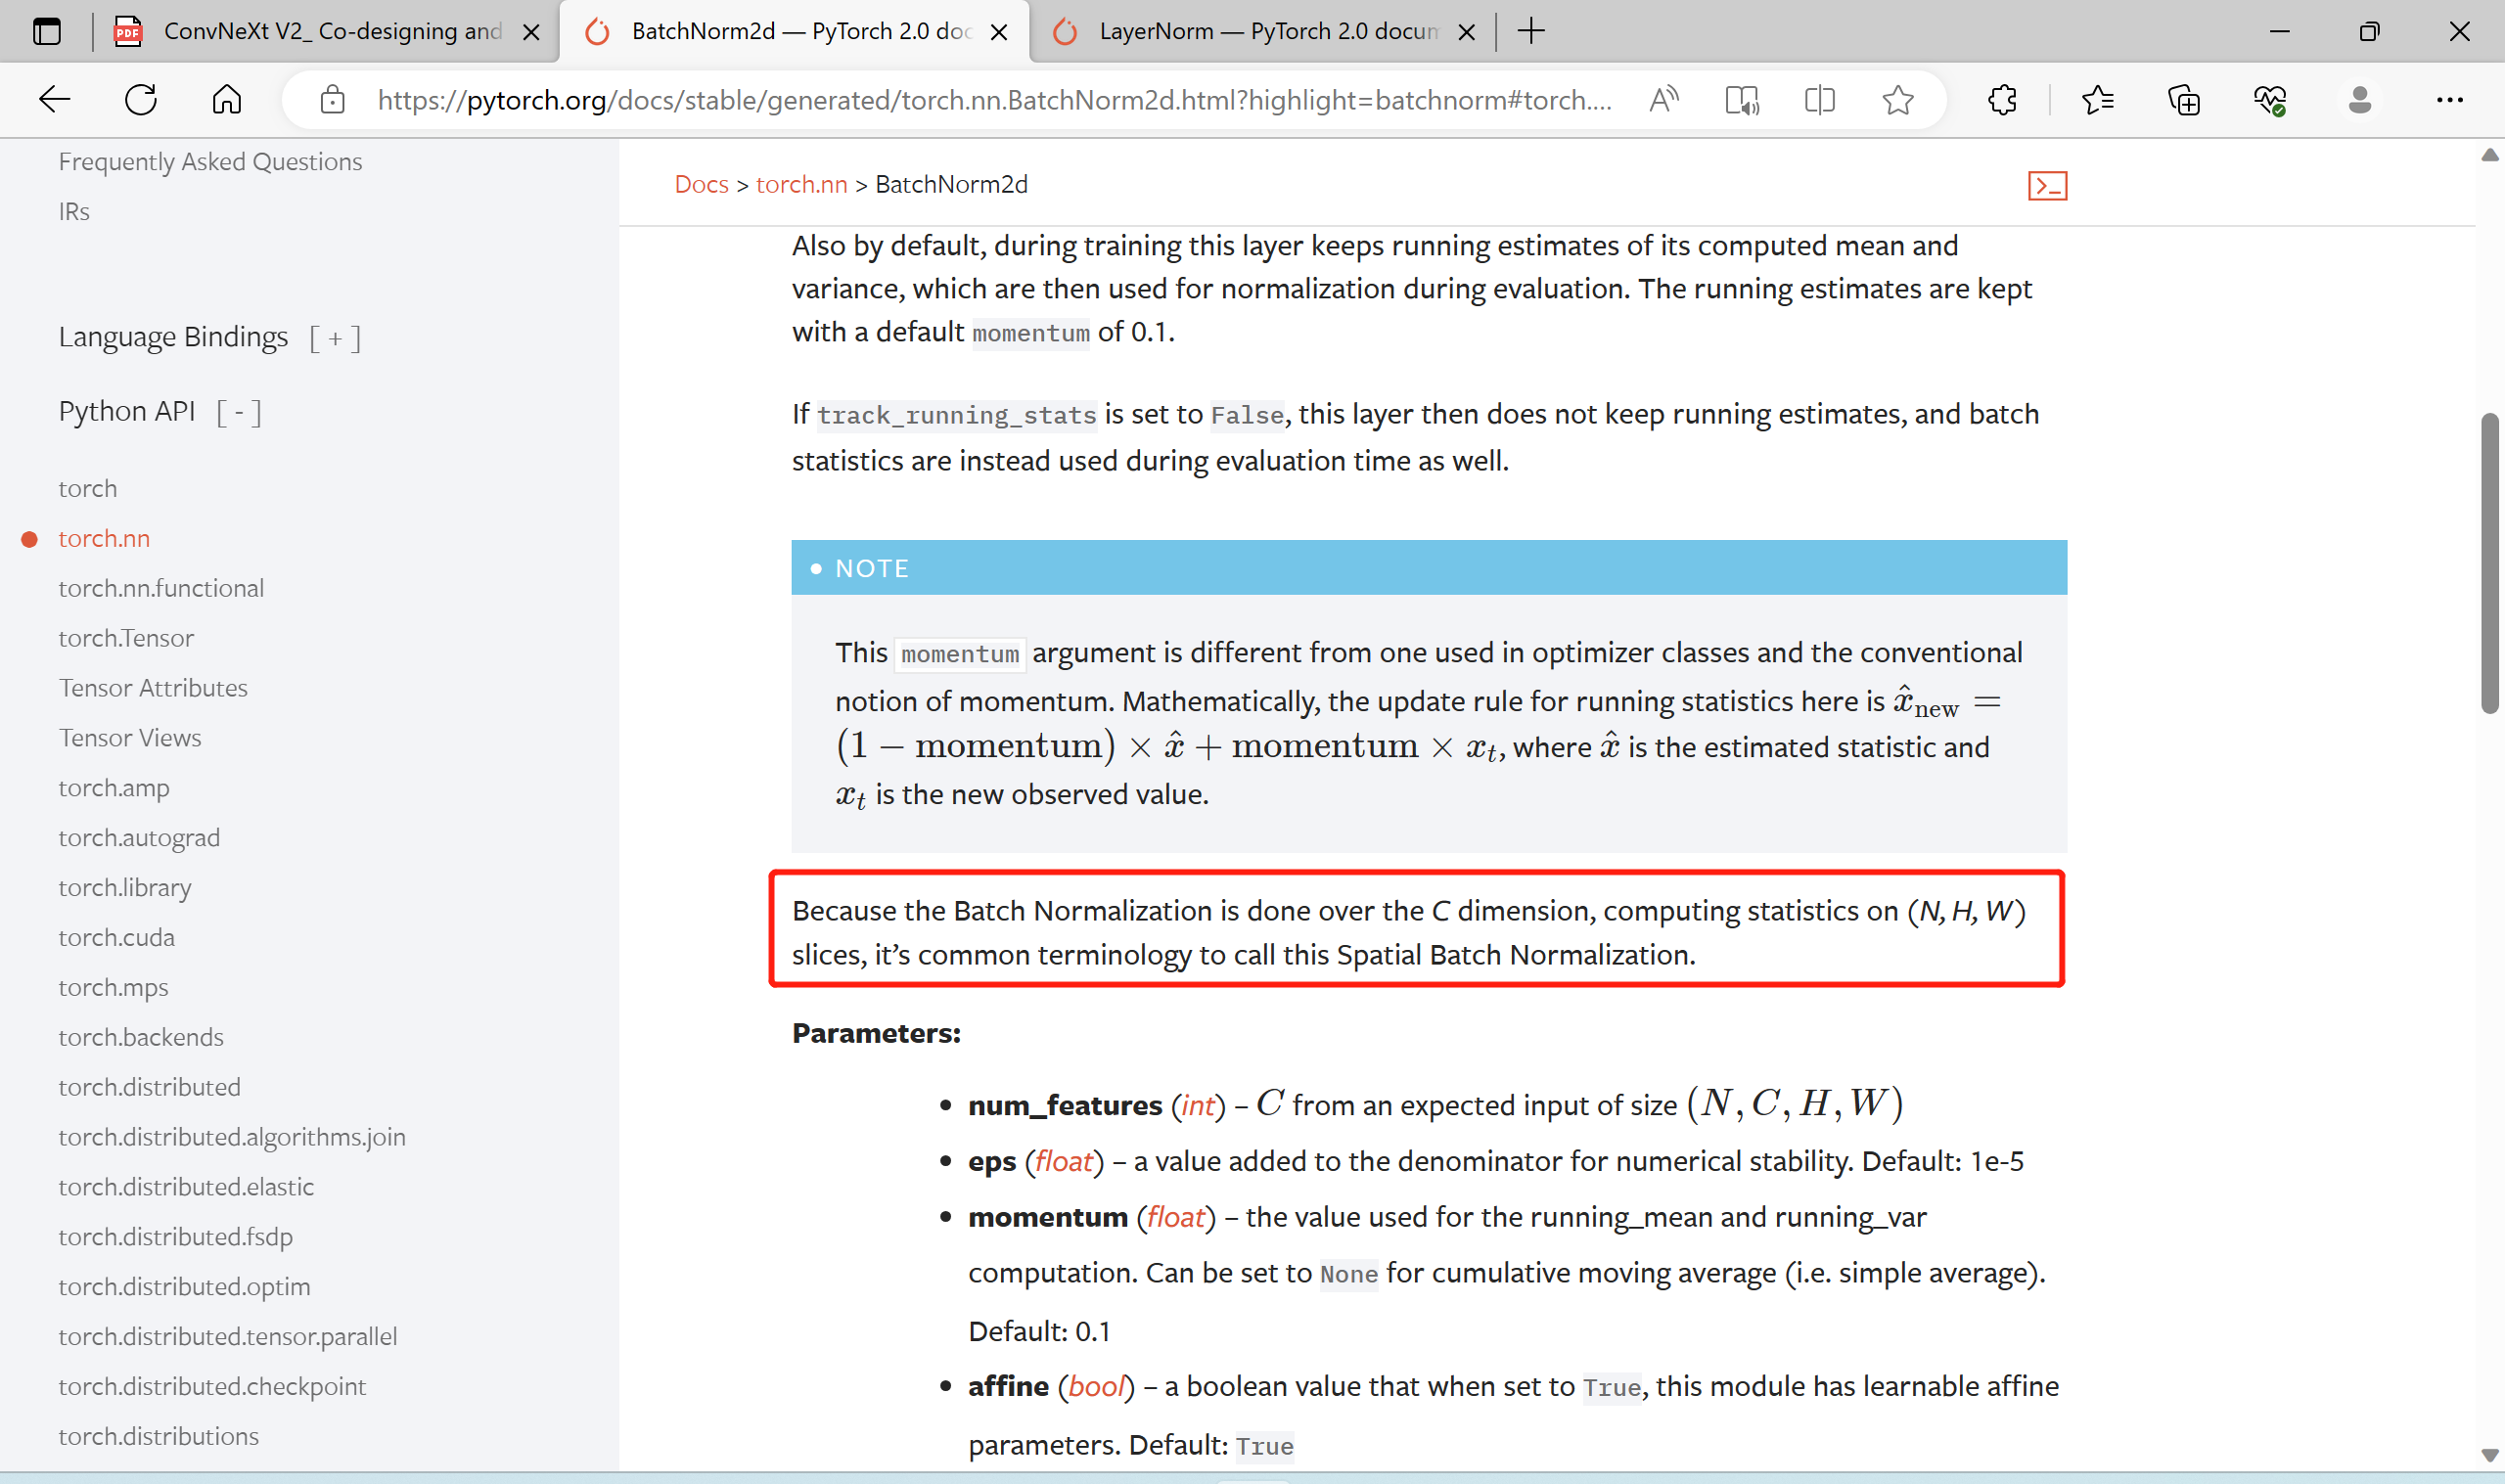 ConvNeXt V2_ Co-designing and
BatchNorm2d — PyTorch 2.0 doc
LayerNorm — PyTorch 2.0 docum
https://pytorch.org/docs/stable/generated/torch.nn.BatchNorm2d.html?highlight=batchnorm#torch....
Frequently Asked Questions
IRs
Language Bindings [ + ]
Python API [ - ]
torch
torch.nn
torch.nn.functional
torch.Tensor
Tensor Attributes
Tensor Views
torch.amp
torch.autograd
torch.library
torch.cuda
torch.mps
torch.backends
torch.distributed
torch.distributed.algorithms.join
torch.distributed.elastic
torch.distributed.fsdp
torch.distributed.optim
torch.distributed.tensor.parallel
torch.distributed.checkpoint
torch.distributions
Docs > torch.nn > BatchNorm2d
Also by default, during training this layer keeps running estimates of its computed mean and
variance, which are then used for normalization during evaluation. The running estimates are kept
with a default momentum of 0.1.
If track_running_stats is set to False, this layer then does not keep running estimates, and batch
statistics are instead used during evaluation time as well.
• NOTE
This momentum argument is different from one used in optimizer classes and the conventional
notion of momentum. Mathematically, the update rule for running statistics here is x̂new =
(1 − momentum) × x̂ + momentum × xt, where x̂ is the estimated statistic and
xt is the new observed value.
Because the Batch Normalization is done over the C dimension, computing statistics on (N, H, W)
slices, it’s common terminology to call this Spatial Batch Normalization.
Parameters:
• num_features (int) – C from an expected input of size (N, C, H, W)
• eps (float) – a value added to the denominator for numerical stability. Default: 1e-5
• momentum (float) – the value used for the running_mean and running_var
computation. Can be set to None for cumulative moving average (i.e. simple average).
Default: 0.1
• affine (bool) – a boolean value that when set to True, this module has learnable affine
parameters. Default: True